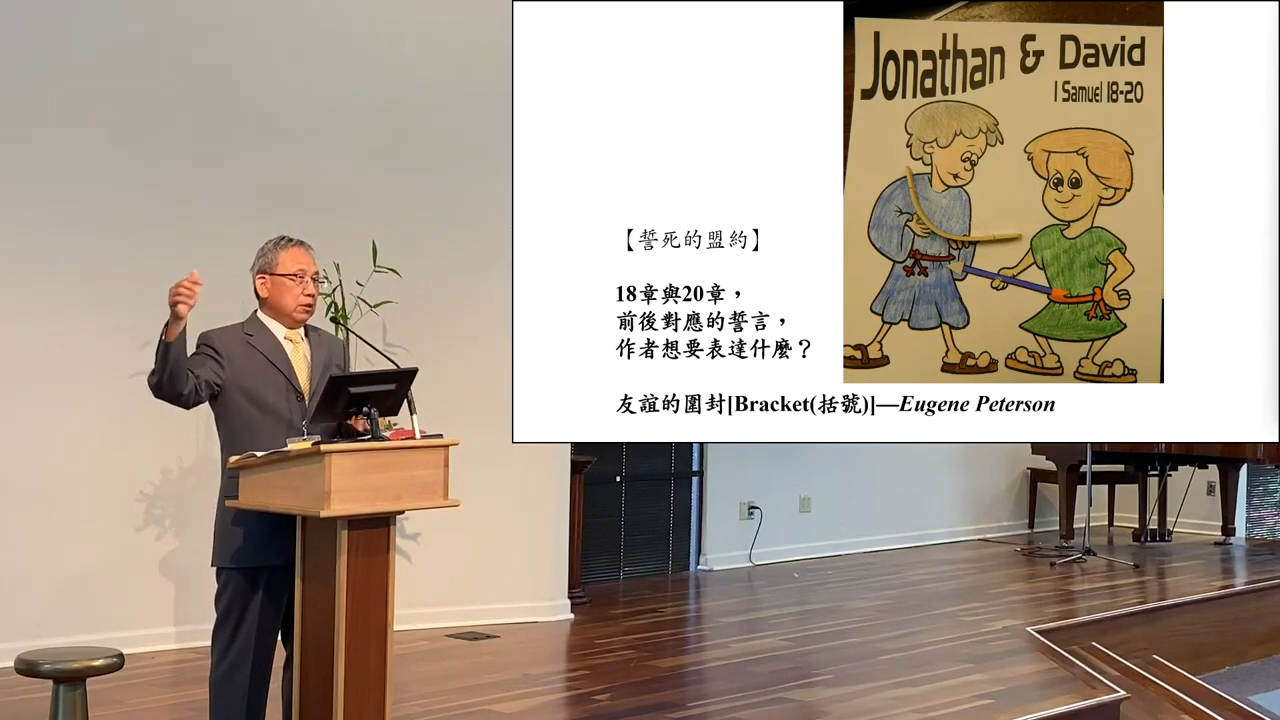 Jonathan & David
1 Samuel 18-20
【誓死的盟約】
18章與20章，
前後對應的誓言，
作者想要表達什麼？
友誼的圍封[Bracket(括號)]—Eugene Peterson